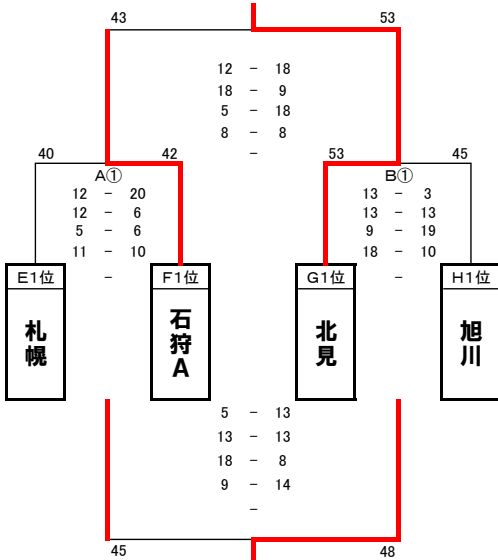 43 53
12 - 18
18 - 9
5 - 18
8 - 8
-
40 42 53 45
A① B①
12 - 20 13 - 3
12 - 6 13 - 13
5 - 6 9 - 19
11 - 10 18 - 10
- -
E1位 F1位 G1位 H1位
札幌 石狩A 北見 旭川
5 - 13
13 - 13
18 - 8
9 - 14
-
45 48